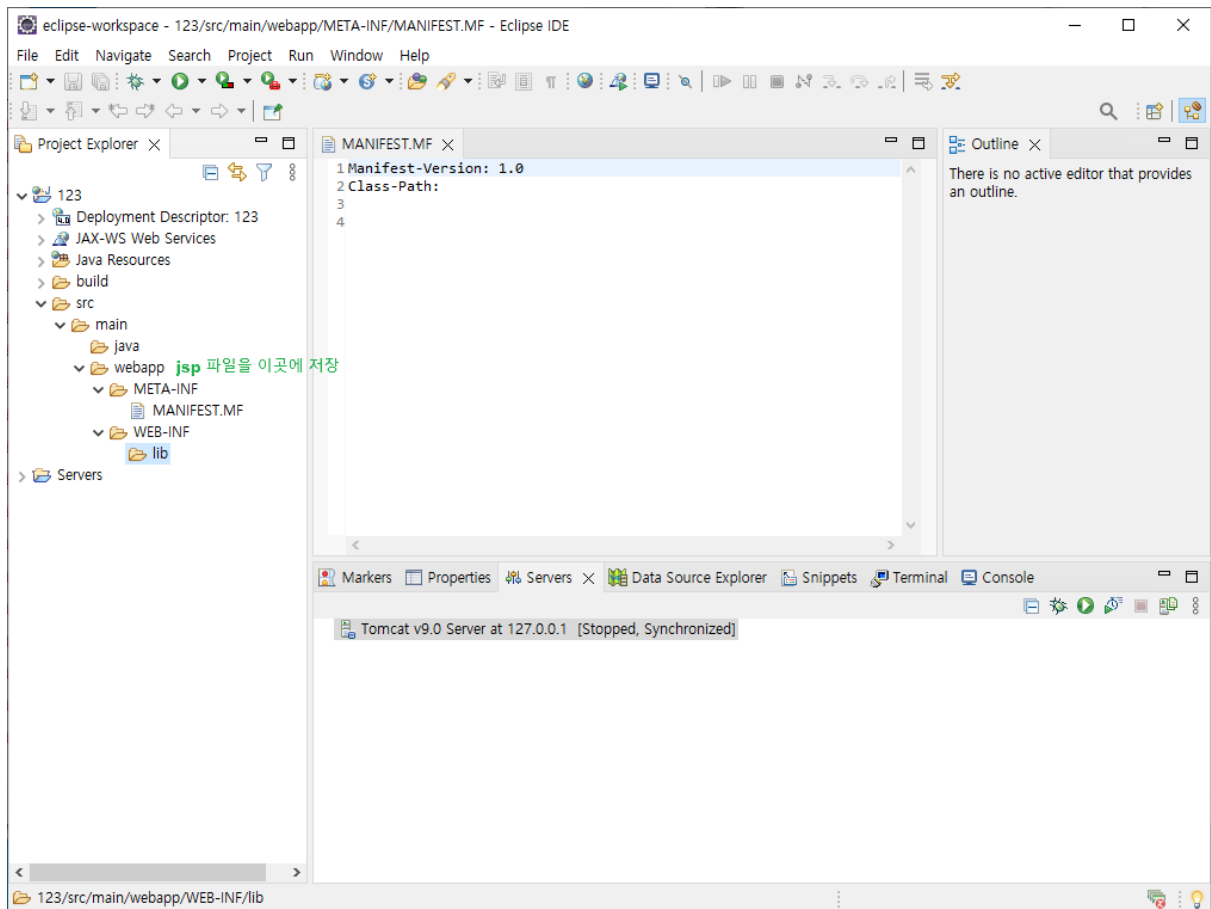 eclipse-workspace - 123/src/main/webapp/META-INF/MANIFEST.MF - Eclipse IDE
File Edit Navigate Search Project Run Window Help
Project Explorer
123
Deployment Descriptor: 123
JAX-WS Web Services
Java Resources
build
src
main
java
webapp jsp 파일을 이곳에 저장
META-INF
MANIFEST.MF
WEB-INF
lib
Servers
MANIFEST.MF
1 Manifest-Version: 1.0
2 Class-Path:
3
4
Outline
There is no active editor that provides
an outline.
Markers Properties Servers Data Source Explorer Snippets Terminal Console
Tomcat v9.0 Server at 127.0.0.1 [Stopped, Synchronized]
123/src/main/webapp/WEB-INF/lib